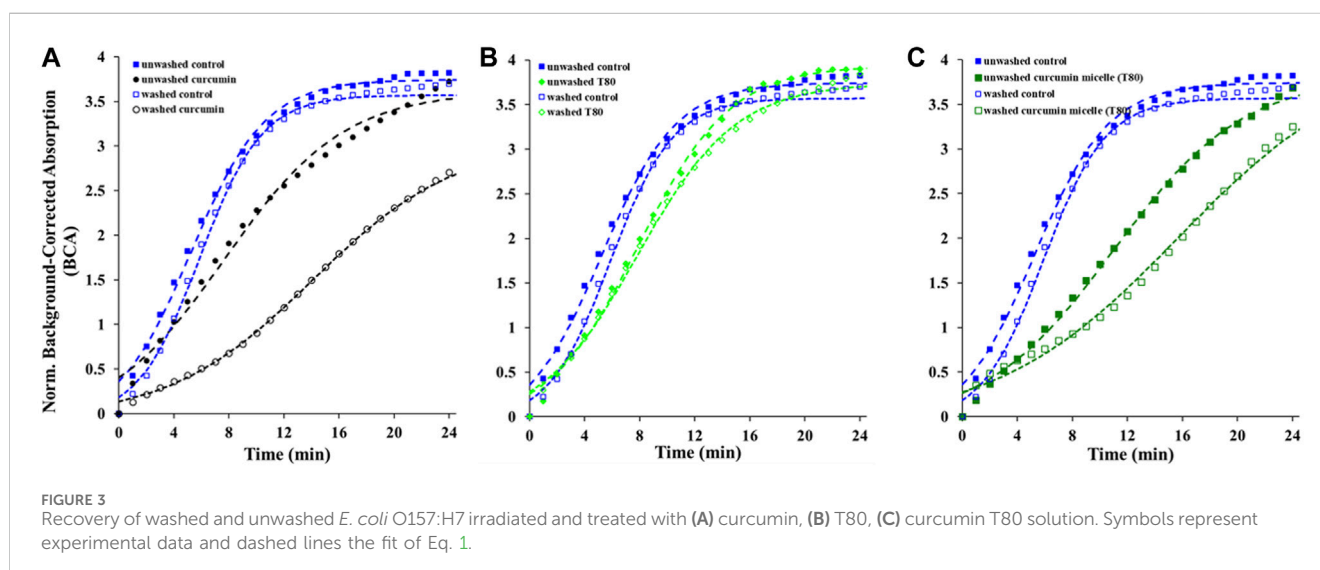 A
unwashed control
unwashed curcumin
washed control
washed curcumin
Norm. Background-Corrected Absorption
(BCA)
4
3.5
3
2.5
2
1.5
1
0.5
0
0 4 8 12 16 20 24
Time (min)
B
unwashed control
unwashed T80
washed control
washed T80
4
3.5
3
2.5
2
1.5
1
0.5
0
0 4 8 12 16 20 24
Time (min)
C
unwashed control
unwashed curcumin micelle (T80)
washed control
washed curcumin micelle (T80)
4
3.5
3
2.5
2
1.5
1
0.5
0
0 4 8 12 16 20 24
Time (min)
FIGURE 3
Recovery of washed and unwashed E. coli O157:H7 irradiated and treated with (A) curcumin, (B) T80, (C) curcumin T80 solution. Symbols represent
experimental data and dashed lines the fit of Eq. 1.